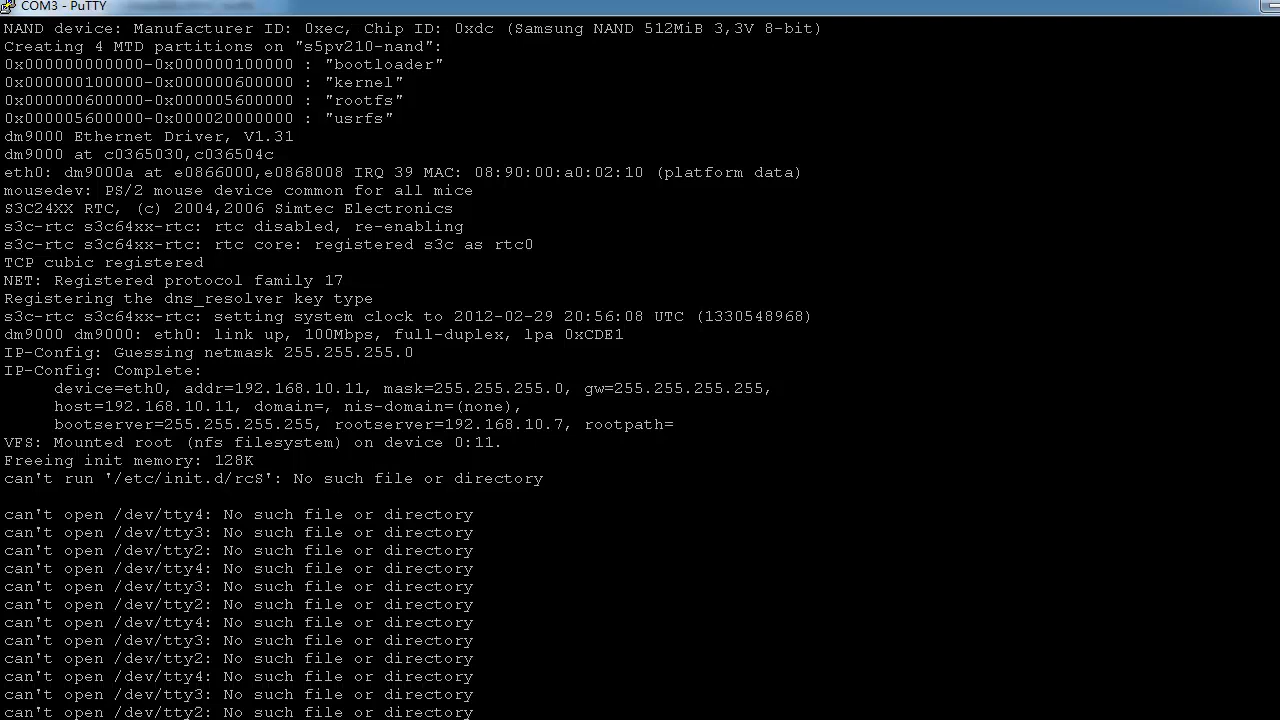 COM3 - PuTTY
NAND device: Manufacturer ID: 0xec, Chip ID: 0xdc (Samsung NAND 512MiB 3,3V 8-bit)
Creating 4 MTD partitions on "s5pv210-nand":
0x000000000000-0x000000100000 : "bootloader"
0x000000100000-0x000000600000 : "kernel"
0x000000600000-0x000005600000 : "rootfs"
0x000005600000-0x000020000000 : "usrfs"
dm9000 Ethernet Driver, V1.31
dm9000 at c0365030,c036504c
eth0: dm9000a at e0866000,e0868008 IRQ 39 MAC: 08:90:00:a0:02:10 (platform data)
mousedev: PS/2 mouse device common for all mice
S3C24XX RTC, (c) 2004,2006 Simtec Electronics
s3c-rtc s3c64xx-rtc: rtc disabled, re-enabling
s3c-rtc s3c64xx-rtc: rtc core: registered s3c as rtc0
TCP cubic registered
NET: Registered protocol family 17
Registering the dns_resolver key type
s3c-rtc s3c64xx-rtc: setting system clock to 2012-02-29 20:56:08 UTC (1330548968)
dm9000 dm9000: eth0: link up, 100Mbps, full-duplex, lpa 0xCDE1
IP-Config: Guessing netmask 255.255.255.0
IP-Config: Complete:
     device=eth0, addr=192.168.10.11, mask=255.255.255.0, gw=255.255.255.255,
     host=192.168.10.11, domain=, nis-domain=(none),
     bootserver=255.255.255.255, rootserver=192.168.10.7, rootpath=
VFS: Mounted root (nfs filesystem) on device 0:11.
Freeing init memory: 128K
can't run '/etc/init.d/rcS': No such file or directory
can't open /dev/tty4: No such file or directory
can't open /dev/tty3: No such file or directory
can't open /dev/tty2: No such file or directory
can't open /dev/tty4: No such file or directory
can't open /dev/tty3: No such file or directory
can't open /dev/tty2: No such file or directory
can't open /dev/tty4: No such file or directory
can't open /dev/tty3: No such file or directory
can't open /dev/tty2: No such file or directory
can't open /dev/tty4: No such file or directory
can't open /dev/tty3: No such file or directory
can't open /dev/tty2: No such file or directory